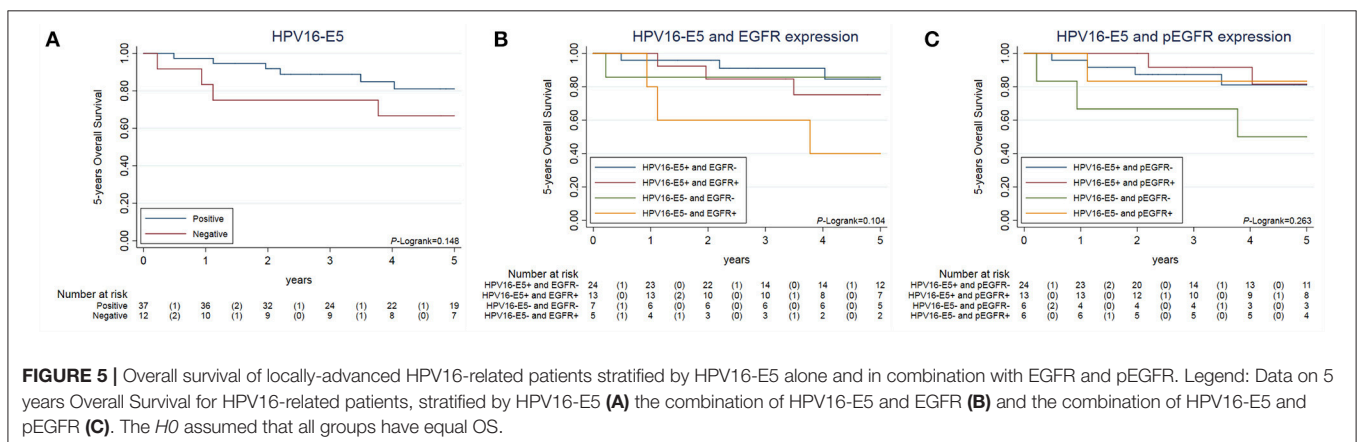 A
HPV16-E5
5-years Overall Survival
1.00
0.80
0.60
0.40
0.20
0.00
Positive
Negative
P-Logrank=0.148
0 1 2 3 4 5
years
Number at risk
Positive 37 (1) 36 (2) 32 (1) 24 (1) 22 (1) 19
Negative 12 (2) 10 (1) 9 (0) 9 (1) 8 (0) 7
B
HPV16-E5 and EGFR expression
5-years Overall Survival
1.00
0.80
0.60
0.40
0.20
0.00
HPV16-E5+ and EGFR-
HPV16-E5+ and EGFR+
HPV16-E5- and EGFR-
HPV16-E5- and EGFR+
P-Logrank=0.104
0 1 2 3 4 5
years
Number at risk
HPV16-E5+ and EGFR- 24 (1) 23 (0) 22 (1) 14 (0) 14 (1) 12
HPV16-E5+ and EGFR+ 13 (0) 13 (2) 10 (0) 10 (1) 8 (0) 7
HPV16-E5- and EGFR- 7 (1) 6 (0) 6 (0) 6 (0) 6 (0) 5
HPV16-E5- and EGFR+ 5 (1) 4 (1) 3 (0) 3 (1) 2 (0) 2
C
HPV16-E5 and pEGFR expression
5-years Overall Survival
1.00
0.80
0.60
0.40
0.20
0.00
HPV16-E5+ and pEGFR-
HPV16-E5+ and pEGFR+
HPV16-E5- and pEGFR-
HPV16-E5- and pEGFR+
P-Logrank=0.263
0 1 2 3 4 5
years
Number at risk
HPV16-E5+ and pEGFR- 24 (1) 23 (2) 20 (0) 14 (1) 13 (0) 11
HPV16-E5+ and pEGFR+ 13 (0) 13 (0) 12 (1) 10 (0) 9 (1) 8
HPV16-E5- and pEGFR- 6 (2) 4 (0) 4 (0) 4 (1) 3 (0) 3
HPV16-E5- and pEGFR+ 6 (0) 6 (1) 5 (0) 5 (0) 5 (0) 4
FIGURE 5 | Overall survival of locally-advanced HPV16-related patients stratified by HPV16-E5 alone and in combination with EGFR and pEGFR. Legend: Data on 5
years Overall Survival for HPV16-related patients, stratified by HPV16-E5 (A) the combination of HPV16-E5 and EGFR (B) and the combination of HPV16-E5 and
pEGFR (C). The H0 assumed that all groups have equal OS.